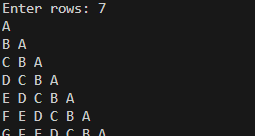 Enter rows: 7
A
B A
C B A
D C B A
E D C B A
F E D C B A
G F E D C B A